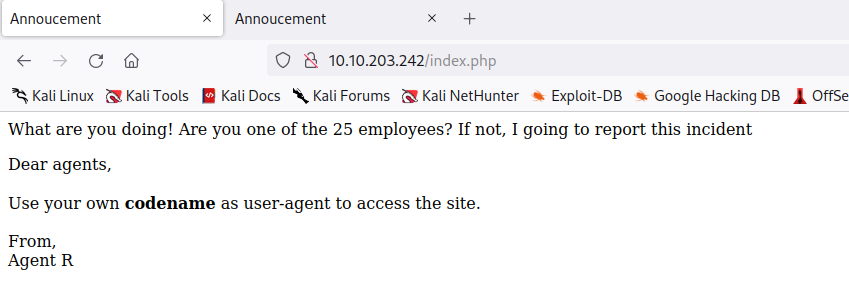 Annoucement
Annoucement
10.10.203.242/index.php
Kali Linux Kali Tools Kali Docs Kali Forums Kali NetHunter Exploit-DB Google Hacking DB OffSe
What are you doing! Are you one of the 25 employees? If not, I going to report this incident
Dear agents,
Use your own codename as user-agent to access the site.
From,
Agent R